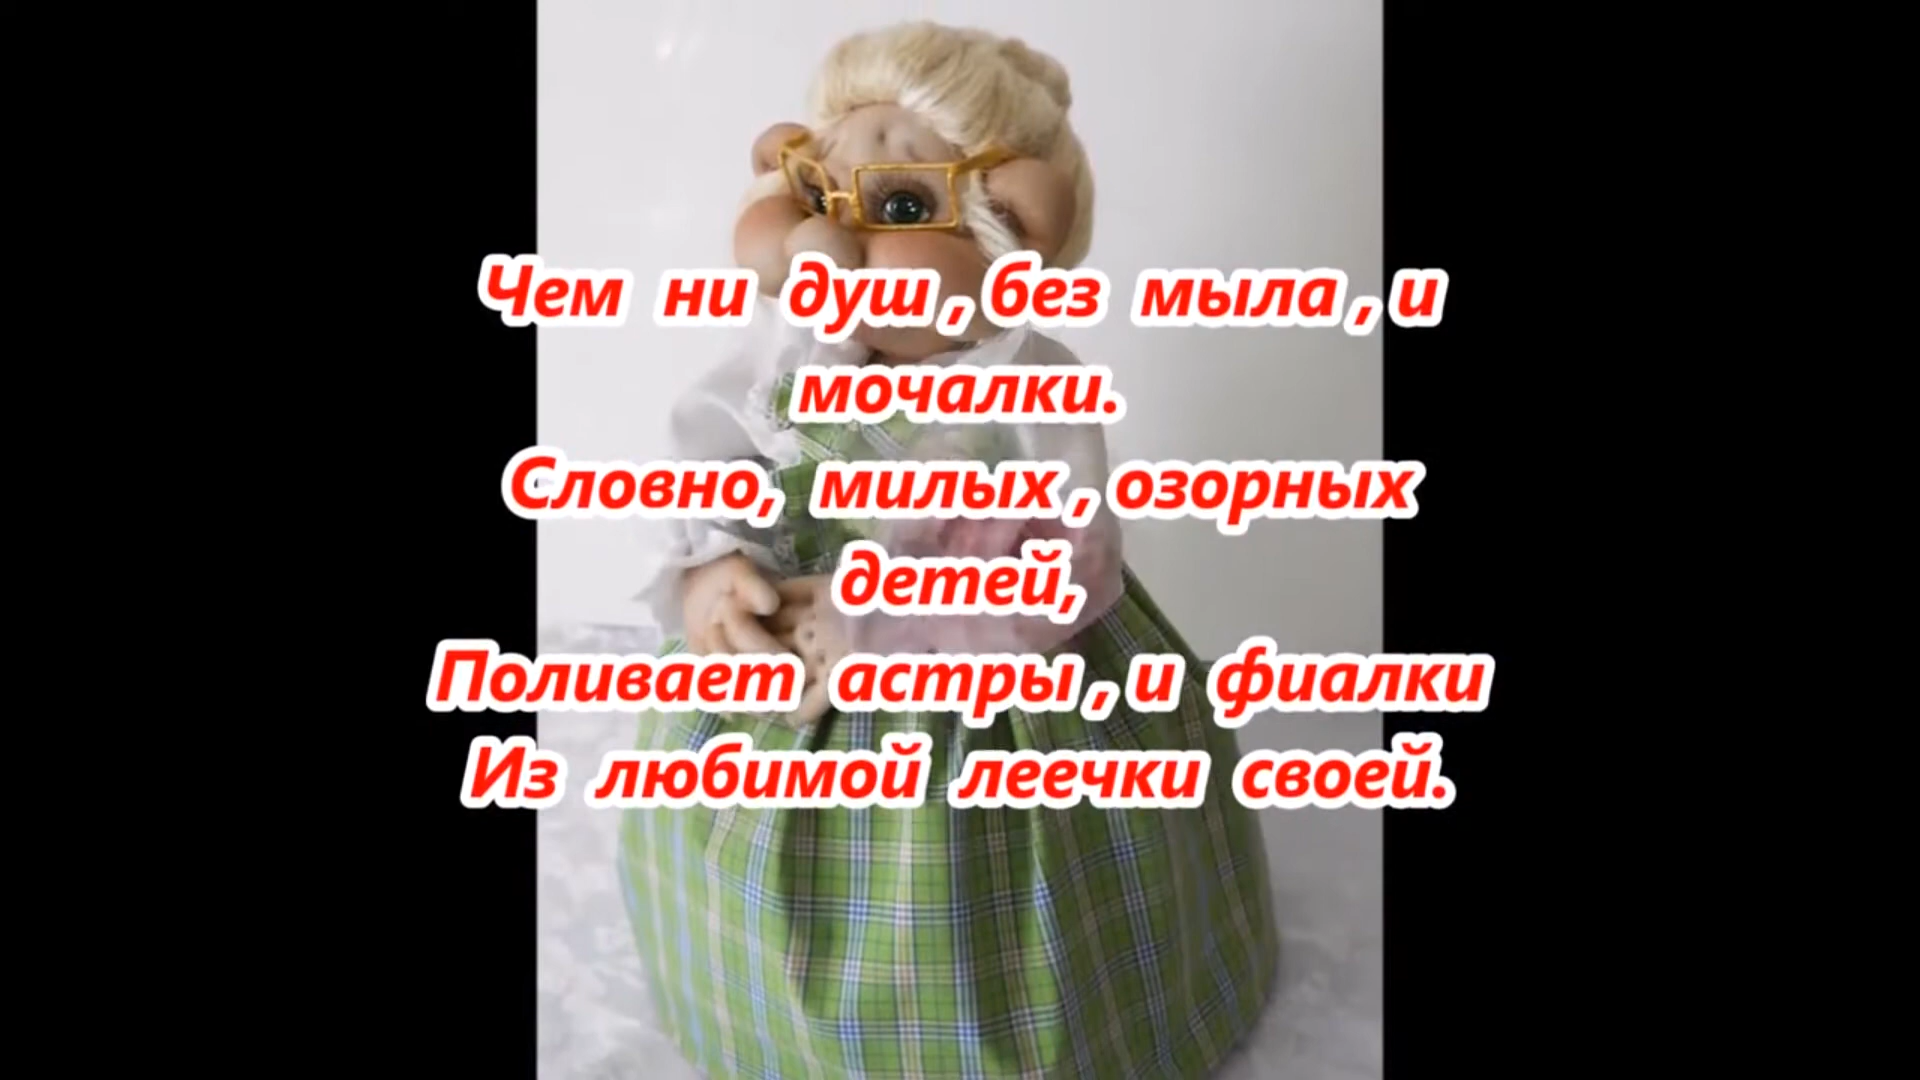 Чем ни душ , без мыла , и
мочалки.
Словно, милых , озорных
детей,
Поливает астры , и фиалки
Из любимой леечки своей.